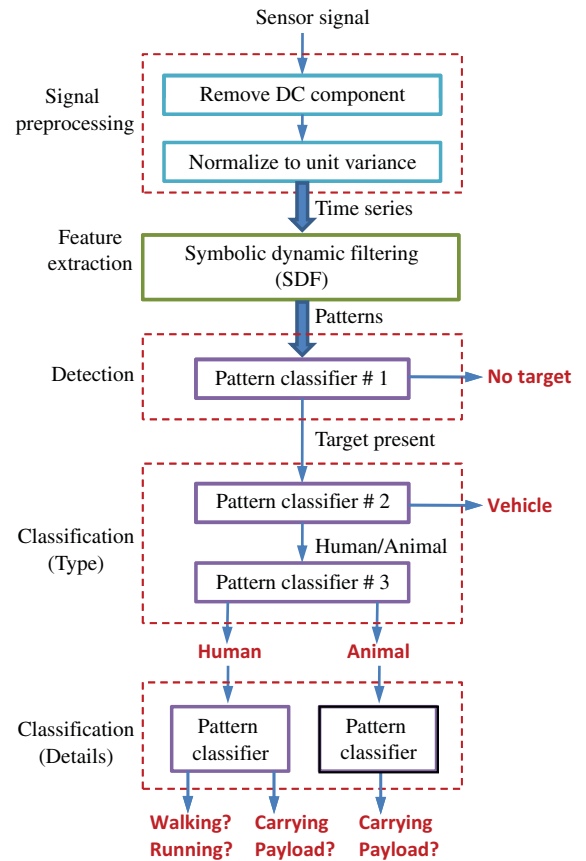 Sensor signal
Signal
preprocessing
Remove DC component
Normalize to unit variance
Time series
Feature
extraction
Symbolic dynamic filtering
(SDF)
Patterns
Detection
Pattern classifier # 1
No target
Target present
Classification
(Type)
Pattern classifier # 2
Vehicle
Human/Animal
Pattern classifier # 3
Human
Animal
Classification
(Details)
Pattern
classifier
Pattern
classifier
Walking?
Running?
Carrying
Payload?
Carrying
Payload?